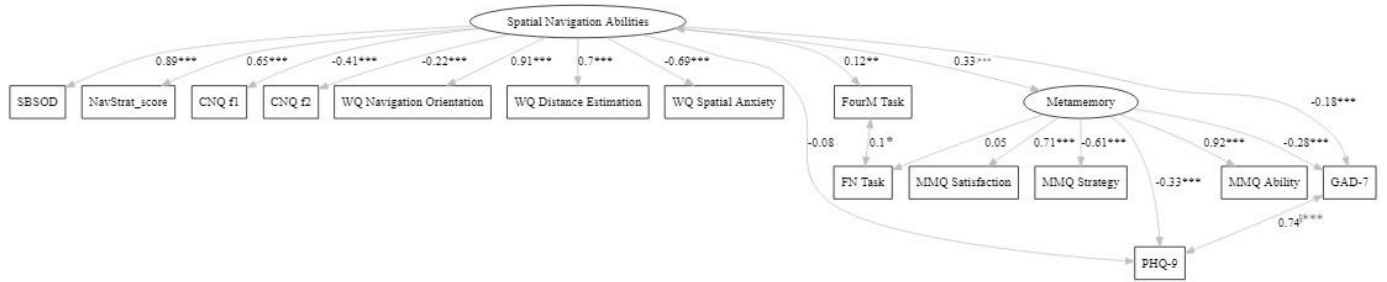 Spatial Navigation Abilities
0.89*** 0.65*** -0.41*** -0.22*** 0.91*** 0.7*** -0.69*** 0.12** 0.33***
SBSOD NavStrat_score CNQ f1 CNQ f2 WQ Navigation Orientation WQ Distance Estimation WQ Spatial Anxiety FourM Task Metamemory -0.18***
-0.08 0.1* 0.05 0.71*** -0.61*** 0.92*** -0.28***
FN Task MMQ Satisfaction MMQ Strategy -0.33*** MMQ Ability GAD-7
0.74***
PHQ-9